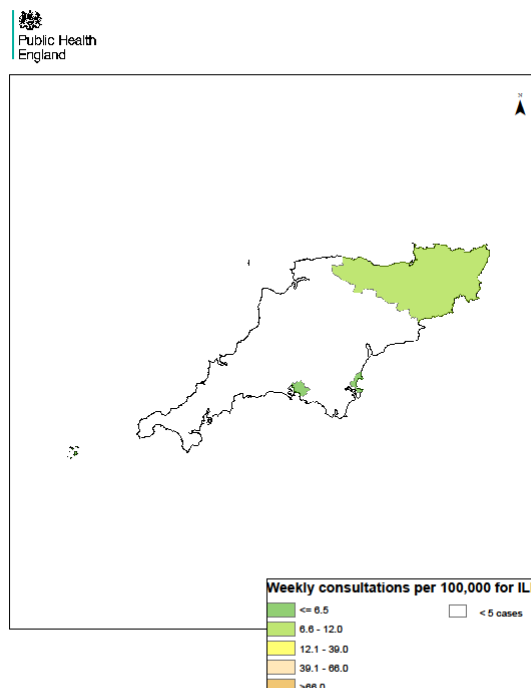 Public Health
England
N
Weekly consultations per 100,000 for IL
<= 6.5
< 5 cases
6.6 - 12.0
12.1 - 39.0
39.1 - 66.0
>66.0